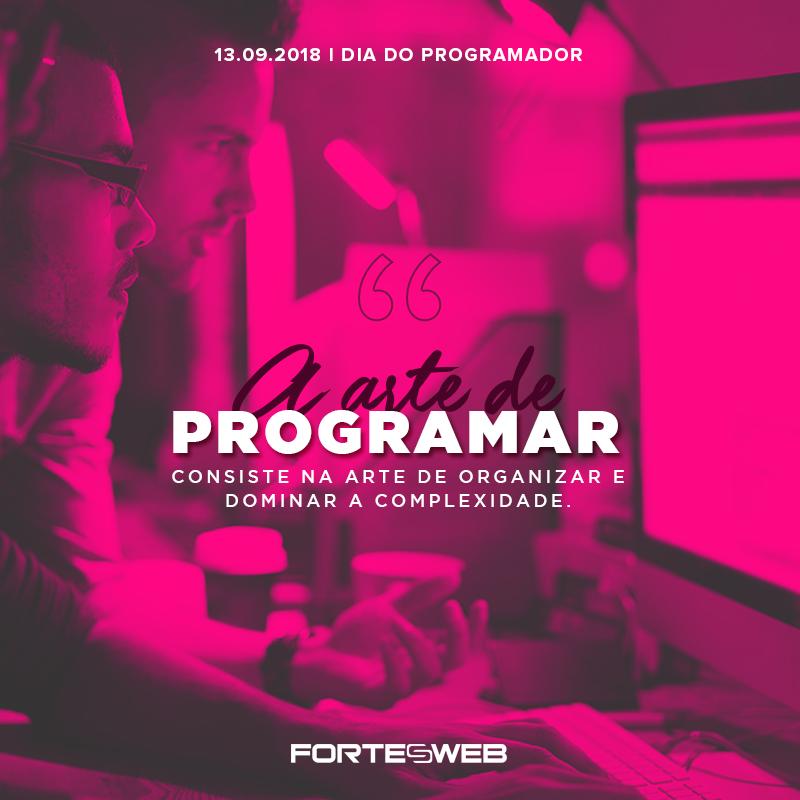 13.09.2018 | DIA DO PROGRAMADOR
“
A arte de
PROGRAMAR
CONSISTE NA ARTE DE ORGANIZAR E
DOMINAR A COMPLEXIDADE.
FORTESWEB